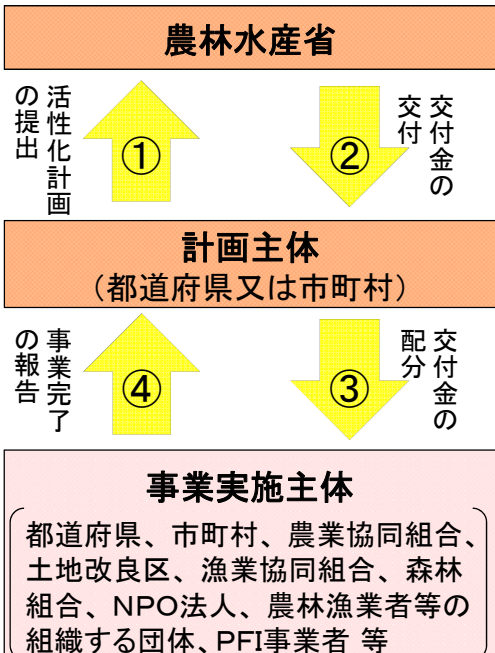 農林水産省
活性化計画
の提出
①
②
交付金の
交付
計画主体
（都道府県又は市町村）
事業完了
の報告
④
③
交付金の
配分
事業実施主体
都道府県、市町村、農業協同組合、
土地改良区、漁業協同組合、森林
組合、NPO法人、農林漁業者等の
組織する団体、PFI事業者 等